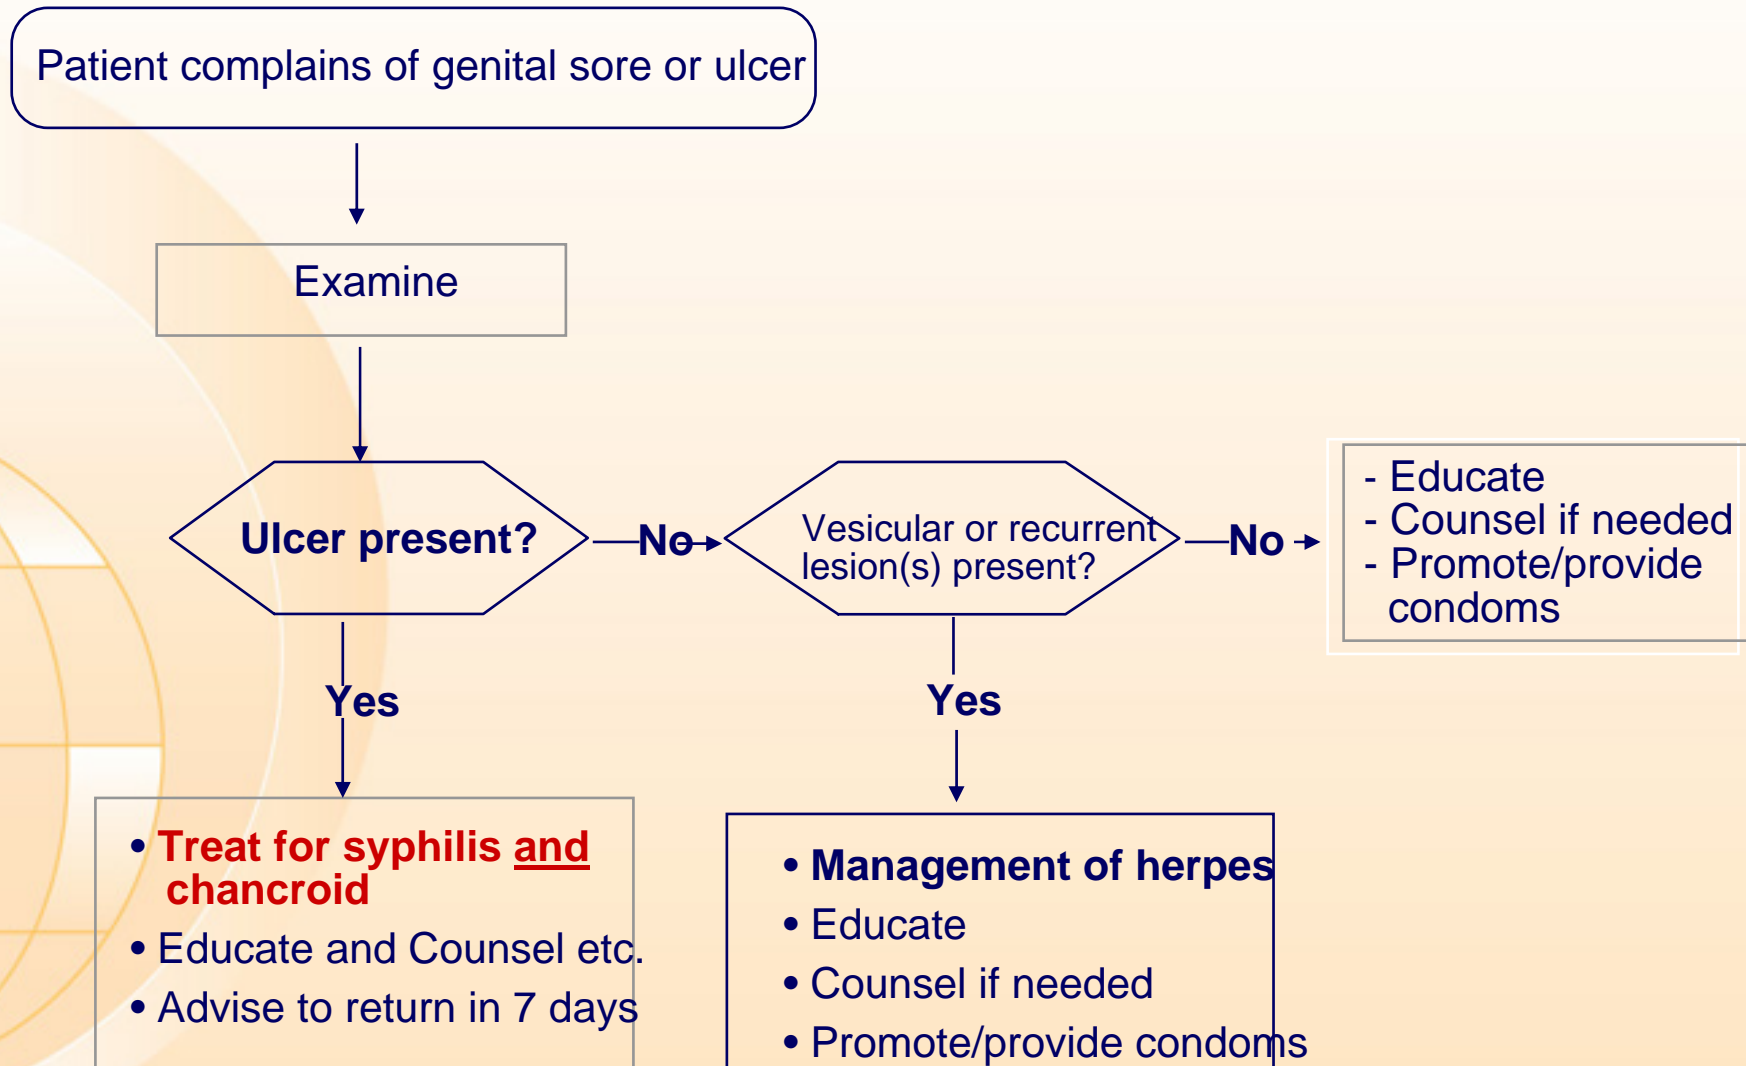 Patient complains of genital sore or ulcer
Examine
Ulcer present?
No
Vesicular or recurrent
lesion(s) present?
No
- Educate
- Counsel if needed
- Promote/provide
condoms
Yes
Yes
• Treat for syphilis and
chancroid
• Educate and Counsel etc.
• Advise to return in 7 days
• Management of herpes
• Educate
• Counsel if needed
• Promote/provide condoms